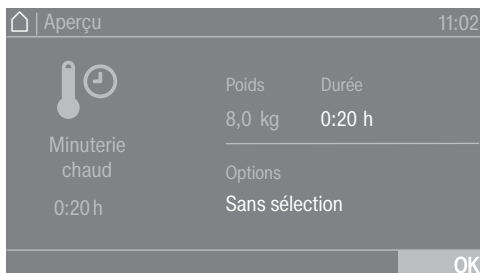 Aperçu
11:02
Minuterie
chaud
0:20 h
Poids
8,0 kg
Durée
0:20 h
Options
Sans sélection
OK